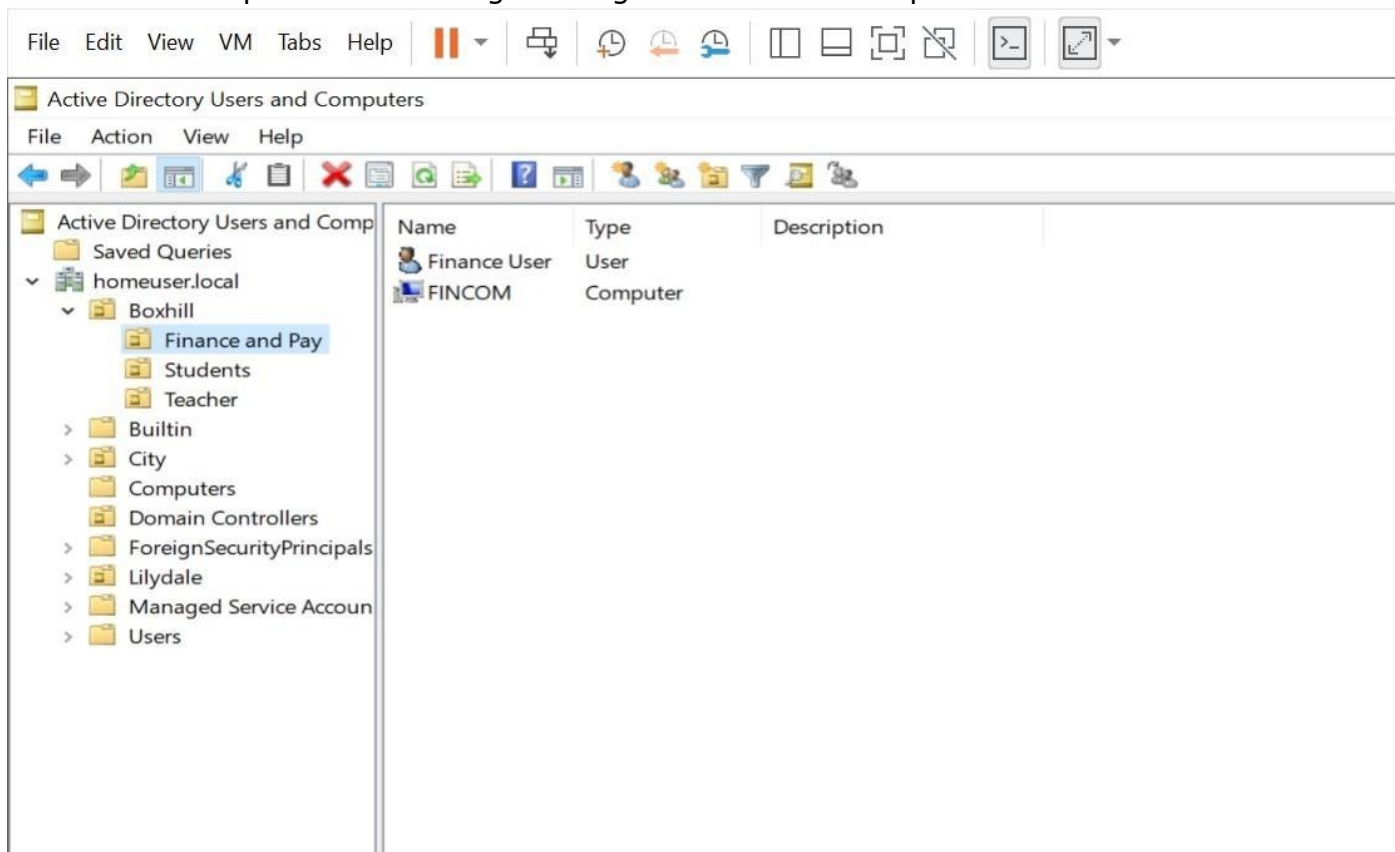 File Edit View VM Tabs Help
Active Directory Users and Computers
File Action View Help
Active Directory Users and Comp
Saved Queries
homeuser.local
Boxhill
Finance and Pay
Students
Teacher
Builtin
City
Computers
Domain Controllers
ForeignSecurityPrincipals
Lilydale
Managed Service Accoun
Users
Name Type Description
Finance User User
FINCOM Computer